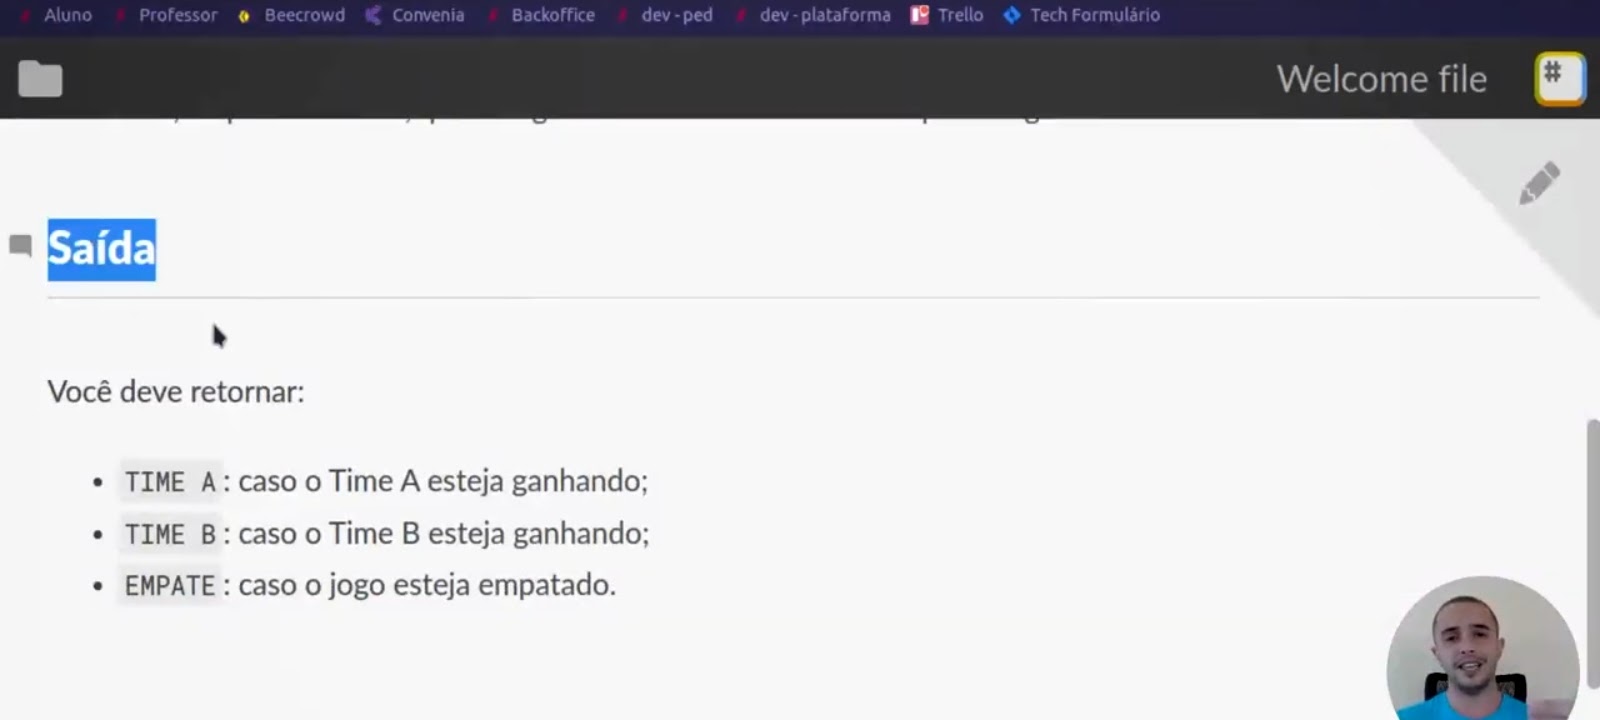 Aluno Professor Beecrowd Convenia Backoffice dev - ped dev - plataforma Trello Tech Formulário
Welcome file
#
Saída
Você deve retornar:
• TIME A: caso o Time A esteja ganhando;
• TIME B: caso o Time B esteja ganhando;
• EMPATE: caso o jogo esteja empatado.